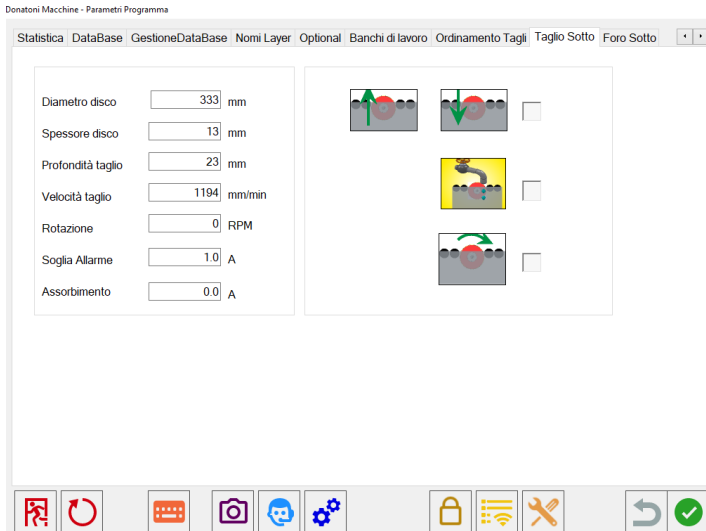 Donatoni Macchine - Parametri Programma
Statistica DataBase GestioneDataBase Nomi Layer Optional Banchi di lavoro Ordinamento Tagli Taglio Sotto Foro Sotto
Diametro disco 333 mm
Spessore disco 13 mm
Profondità taglio 23 mm
Velocità taglio 1194 mm/min
Rotazione 0 RPM
Soglia Allarme 1.0 A
Assorbimento 0.0 A